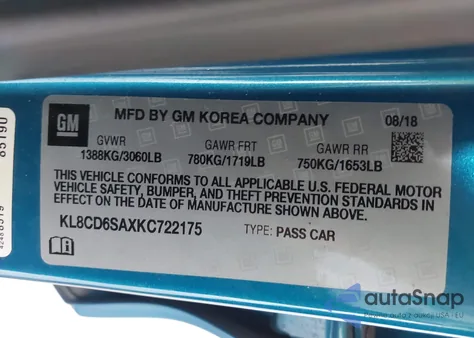 GM
MFD BY GM KOREA COMPANY
08/18
GVWR GAWR FRT GAWR RR
1388KG/3060LB 780KG/1719LB 750KG/1653LB
THIS VEHICLE CONFORMS TO ALL APPLICABLE U.S. FEDERAL MOTOR
VEHICLE SAFETY, BUMPER, AND THEFT PREVENTION STANDARDS IN
EFFECT ON THE DATE OF MANUFACTURE SHOWN ABOVE.
KL8CD6SAXKC722175 TYPE: PASS CAR
85190
autoSnap